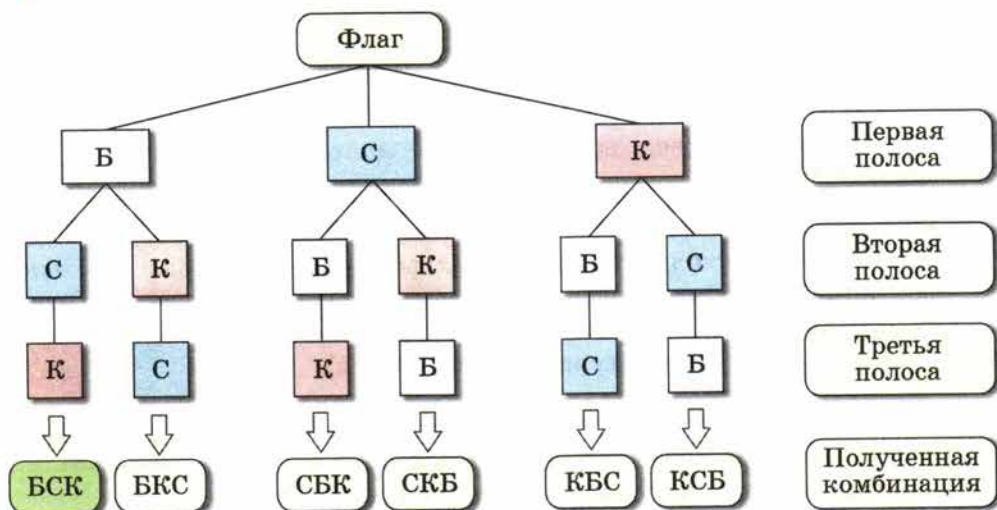 Флаг
Б С К
Первая
полоса
С К Б К Б С
Вторая
полоса
К С К Б С Б
Третья
полоса
БСК БКС СБК СКБ КБС КСБ
Полученная
комбинация